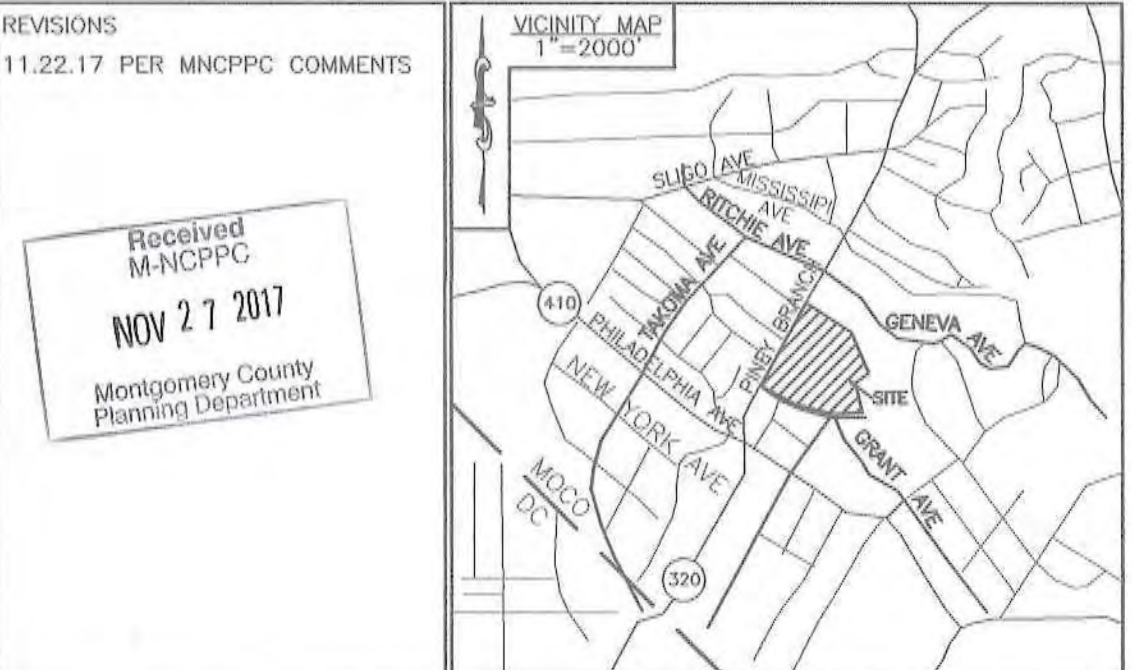 REVISIONS
11.22.17 PER MNCPPC COMMENTS
Received
M-NCPPC
NOV 27 2017
Montgomery County
Planning Department
VICINITY MAP
1"=2000'
SLIGO AVE
MISSISSIPI
AVE
RITCHIE AVE
TAKOMA AVE
PINEY BRANCH
410
PHILADELPHIA AVE
GENEVA AVE
NEW YORK AVE
SITE
GRANT AVE
MOCO
DC
320